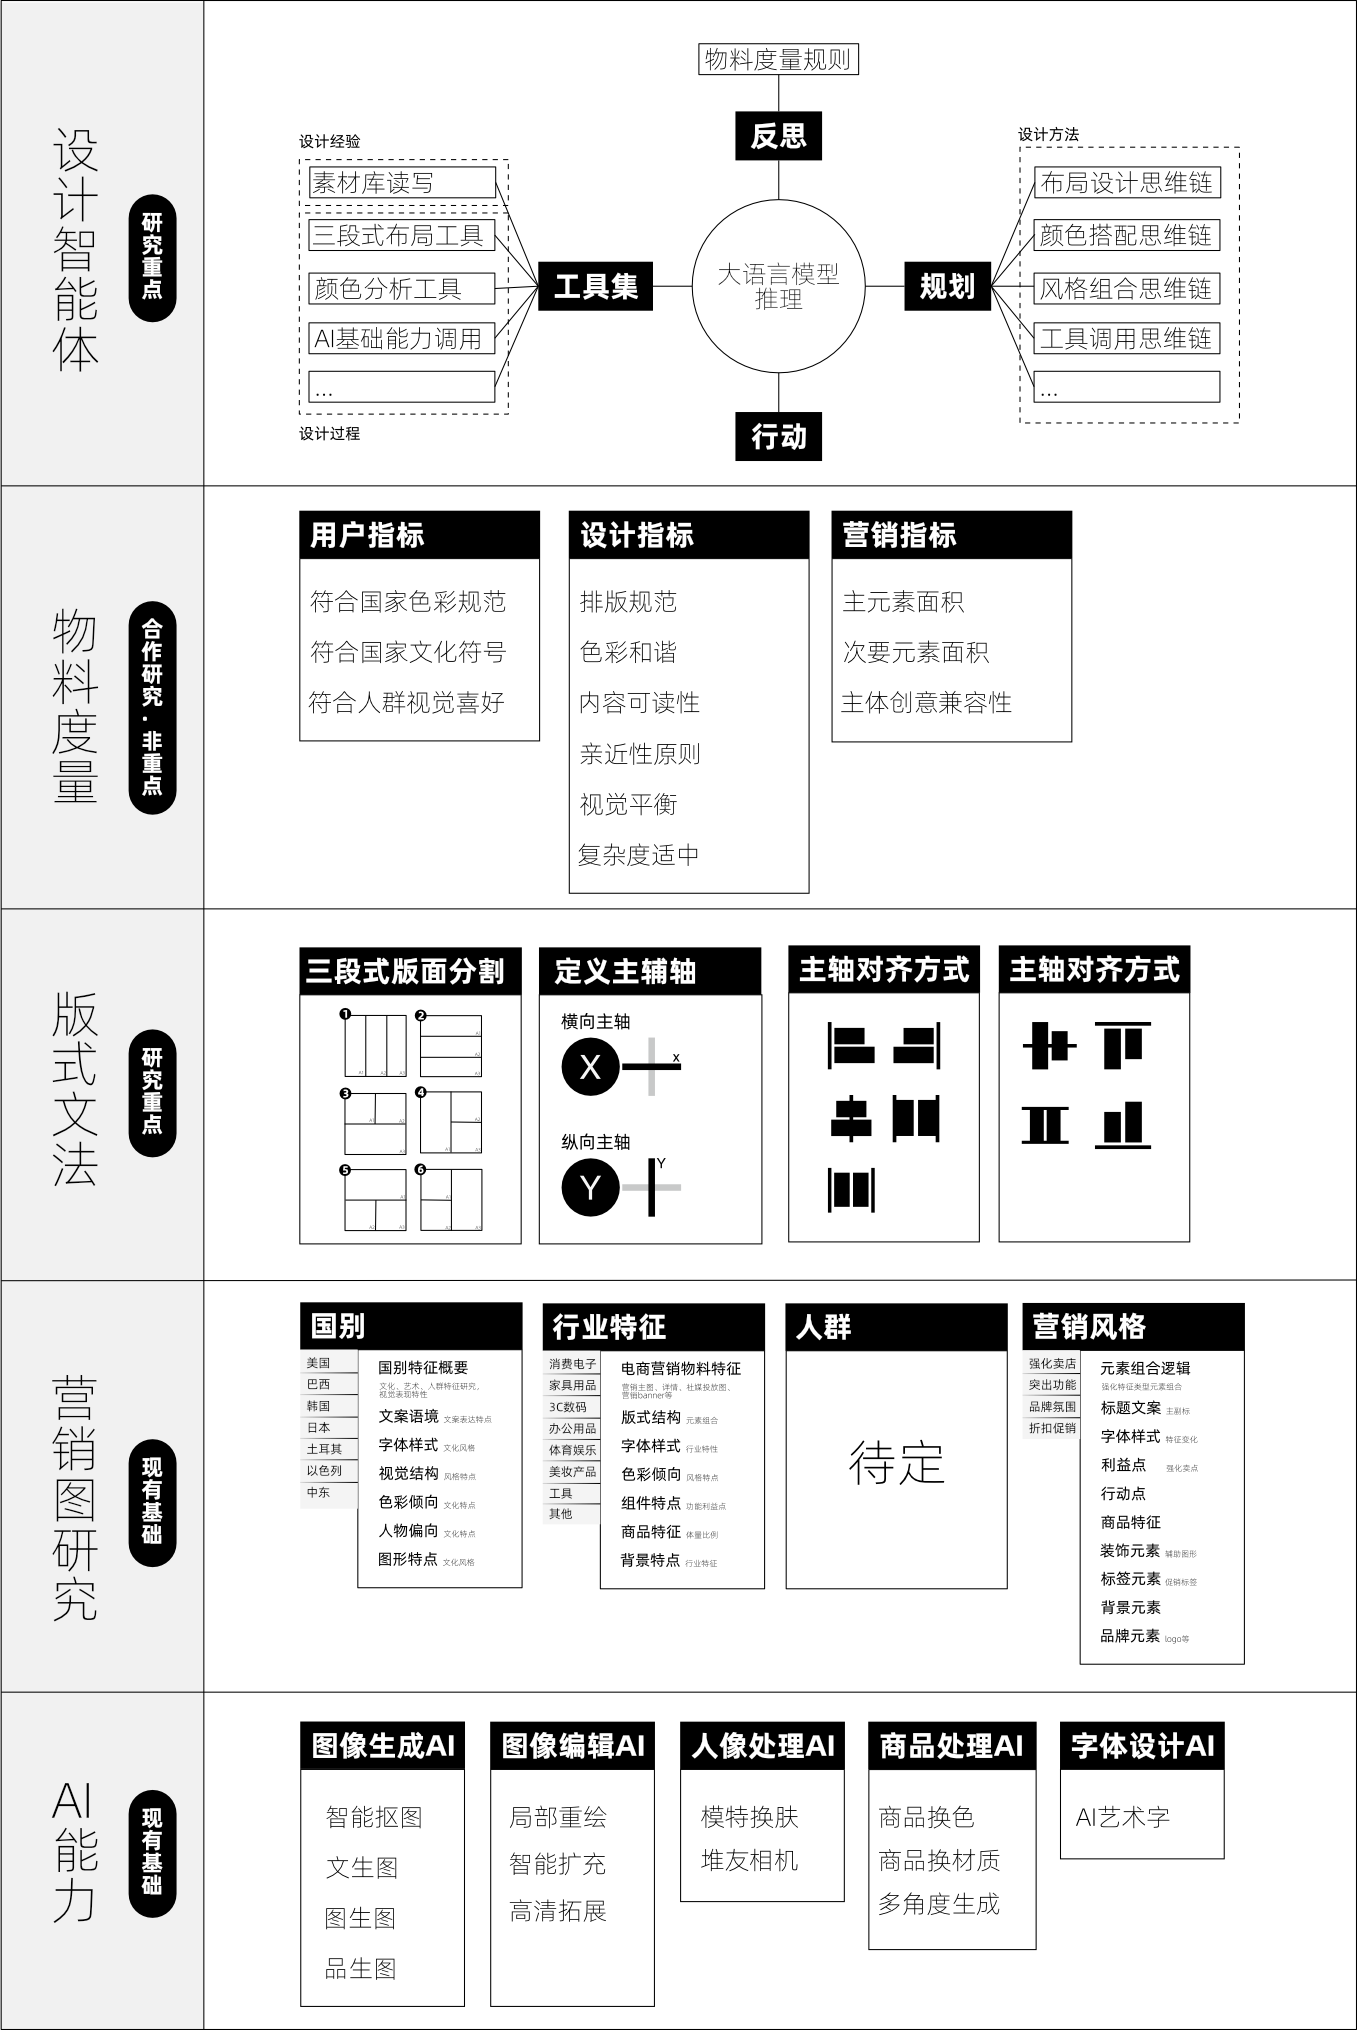 设计智能体
研究重点
物料度量规则
反思
设计经验
素材库读写
三段式布局工具
颜色分析工具
AI基础能力调用
...
设计过程
工具集
大语言模型
推理
规划
设计方法
布局设计思维链
颜色搭配思维链
风格组合思维链
工具调用思维链
...
行动
物料度量
合作研究·非重点
用户指标
符合国家色彩规范
符合国家文化符号
符合人群视觉喜好
设计指标
排版规范
色彩和谐
内容可读性
亲近性原则
视觉平衡
复杂度适中
营销指标
主元素面积
次要元素面积
主体创意兼容性
版式文法
研究重点
三段式版面分割
1
A1 A2 A3
2
A1
A2
A3
3
A1 A2
A3
4
A2
A1 A3
5
A1
A2 A3
6
A1
A2 A3
定义主辅轴
横向主轴
X
x
纵向主轴
Y
Y
主轴对齐方式
主轴对齐方式
营销图研究
现有基础
国别
美国
巴西
韩国
日本
土耳其
以色列
中东
国别特征概要
文化、艺术、人群特征研究,
视觉表现特性
文案语境 文案表达特点
字体样式 文化风格
视觉结构 风格特点
色彩倾向 文化特点
人物偏向 文化特点
图形特点 文化风格
行业特征
消费电子
家具用品
3C数码
办公用品
体育娱乐
美妆产品
工具
其他
电商营销物料特征
营销主图、详情、社媒投放图、
营销banner等
版式结构 元素组合
字体样式 行业特性
色彩倾向 风格特点
组件特点 功能利益点
商品特征 体量比例
背景特点 行业特征
人群
待定
营销风格
强化卖店
突出功能
品牌氛围
折扣促销
元素组合逻辑
强化特征类型元素组合
标题文案 主副标
字体样式 特征变化
利益点 强化卖点
行动点
商品特征
装饰元素 辅助图形
标签元素 促销标签
背景元素
品牌元素 logo等
AI能力
现有基础
图像生成AI
智能抠图
文生图
图生图
品生图
图像编辑AI
局部重绘
智能扩充
高清拓展
人像处理AI
模特换肤
堆友相机
商品处理AI
商品换色
商品换材质
多角度生成
字体设计AI
AI艺术字